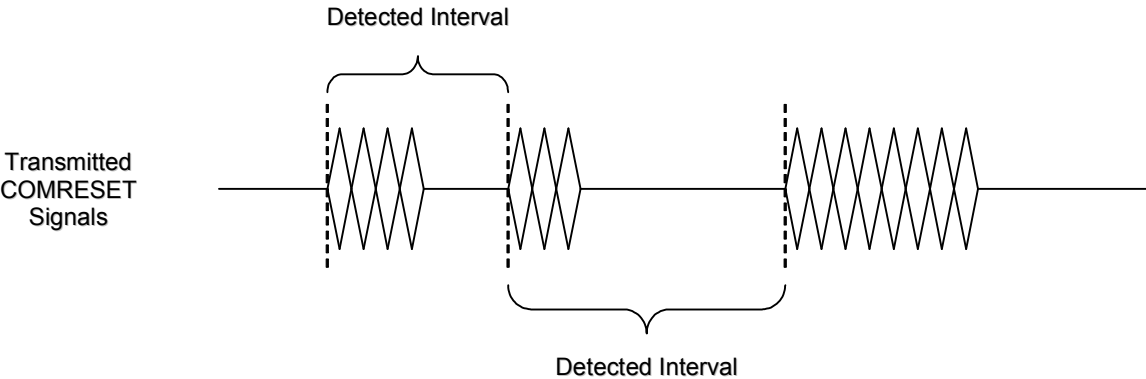 Detected Interval
Transmitted
COMRESET
Signals
Detected Interval